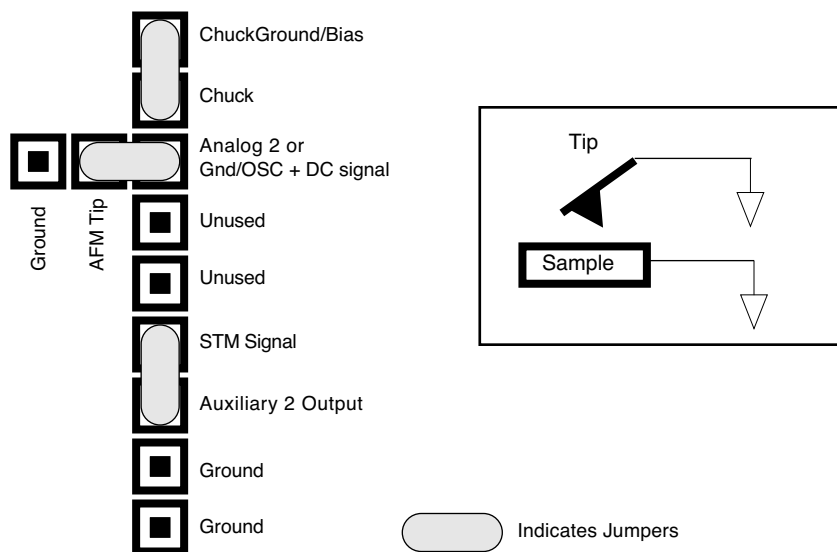 ChuckGround/Bias
Chuck
Analog 2 or
Gnd/OSC + DC signal
Ground
AFM Tip
Unused
Unused
STM Signal
Auxiliary 2 Output
Ground
Ground
Tip
Sample
Indicates Jumpers